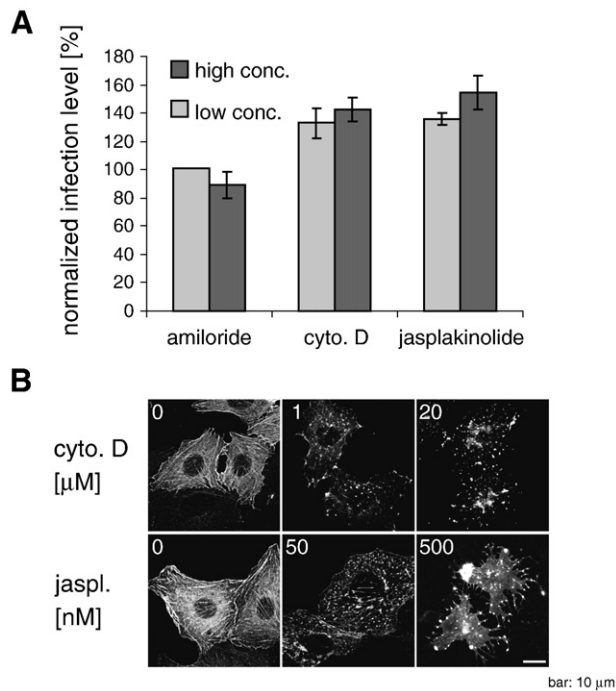 A
normalized infection level [%]
180
160
140
120
100
80
60
40
20
0
high conc.
low conc.
amiloride cyto. D jasplakinolide
B
cyto. D
[μM]
0 1 20
jaspl.
[nM]
0 50 500
bar: 10 μm